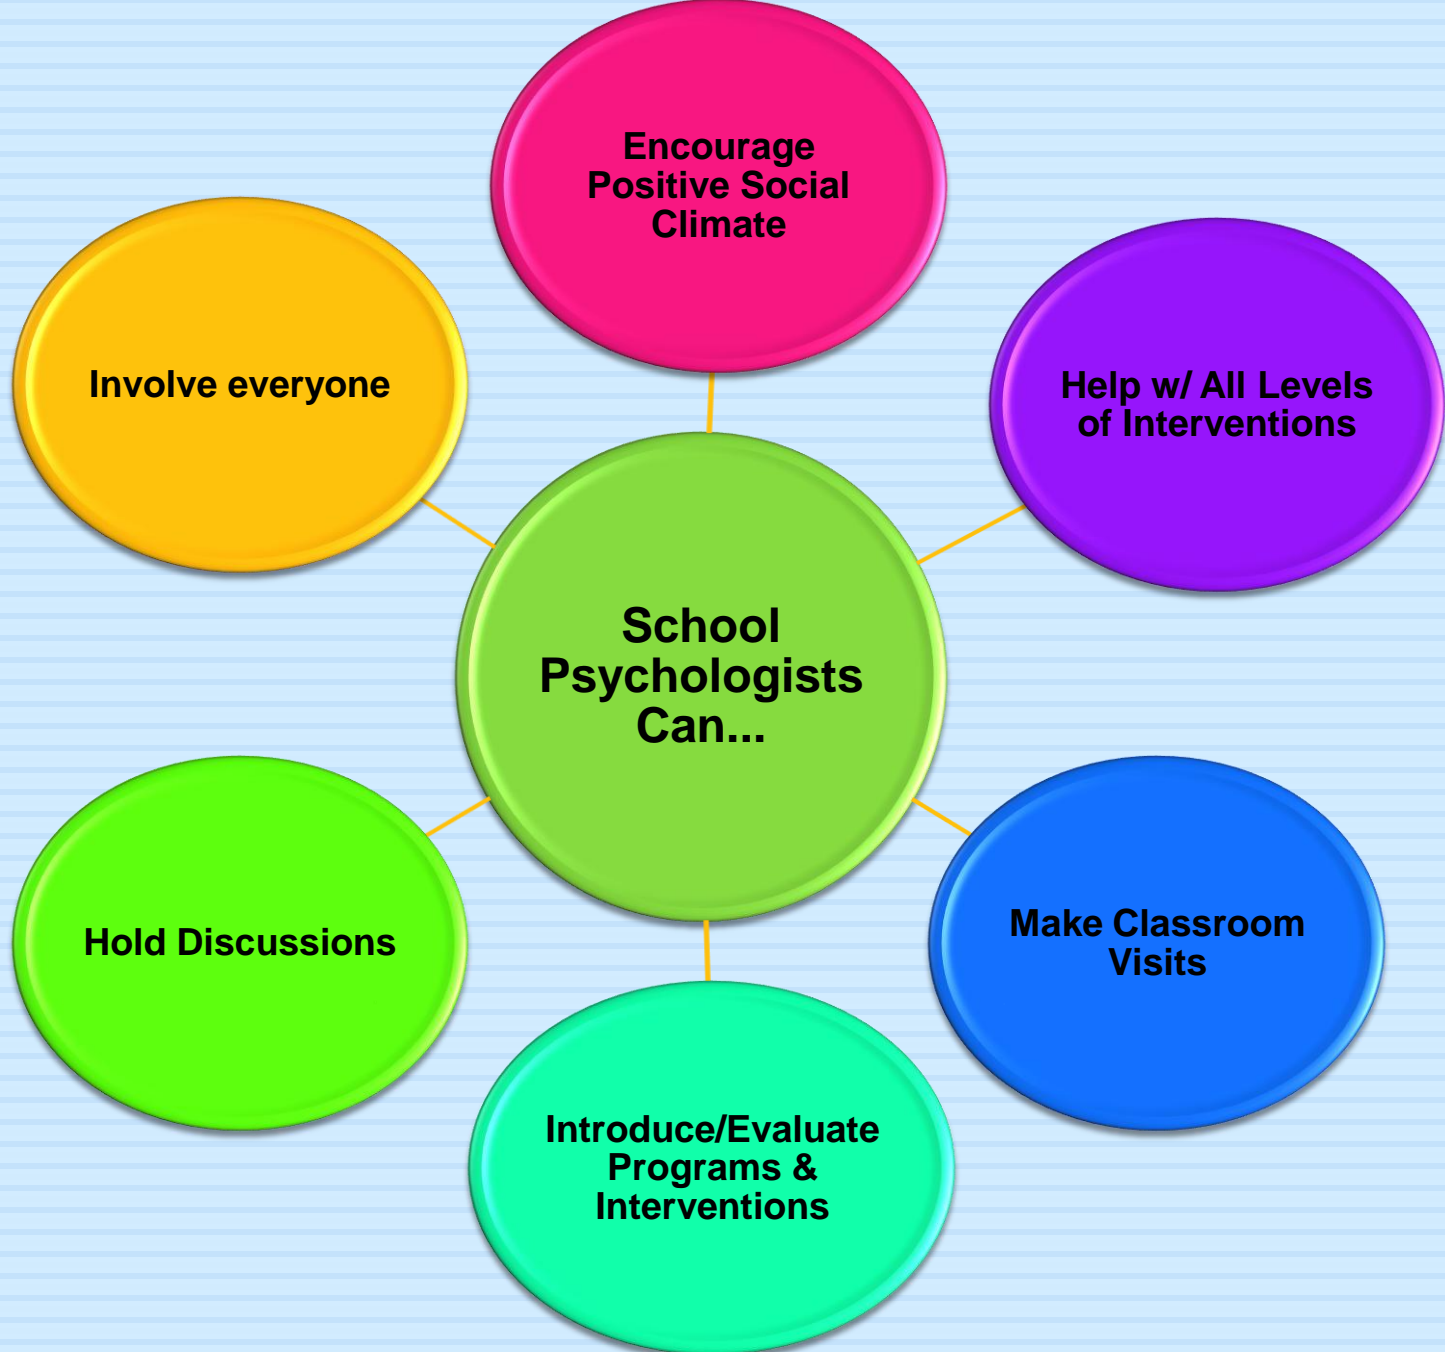 Encourage
Positive Social
Climate
Involve everyone
Help w/ All Levels
of Interventions
School
Psychologists
Can...
Hold Discussions
Make Classroom
Visits
Introduce/Evaluate
Programs &
Interventions